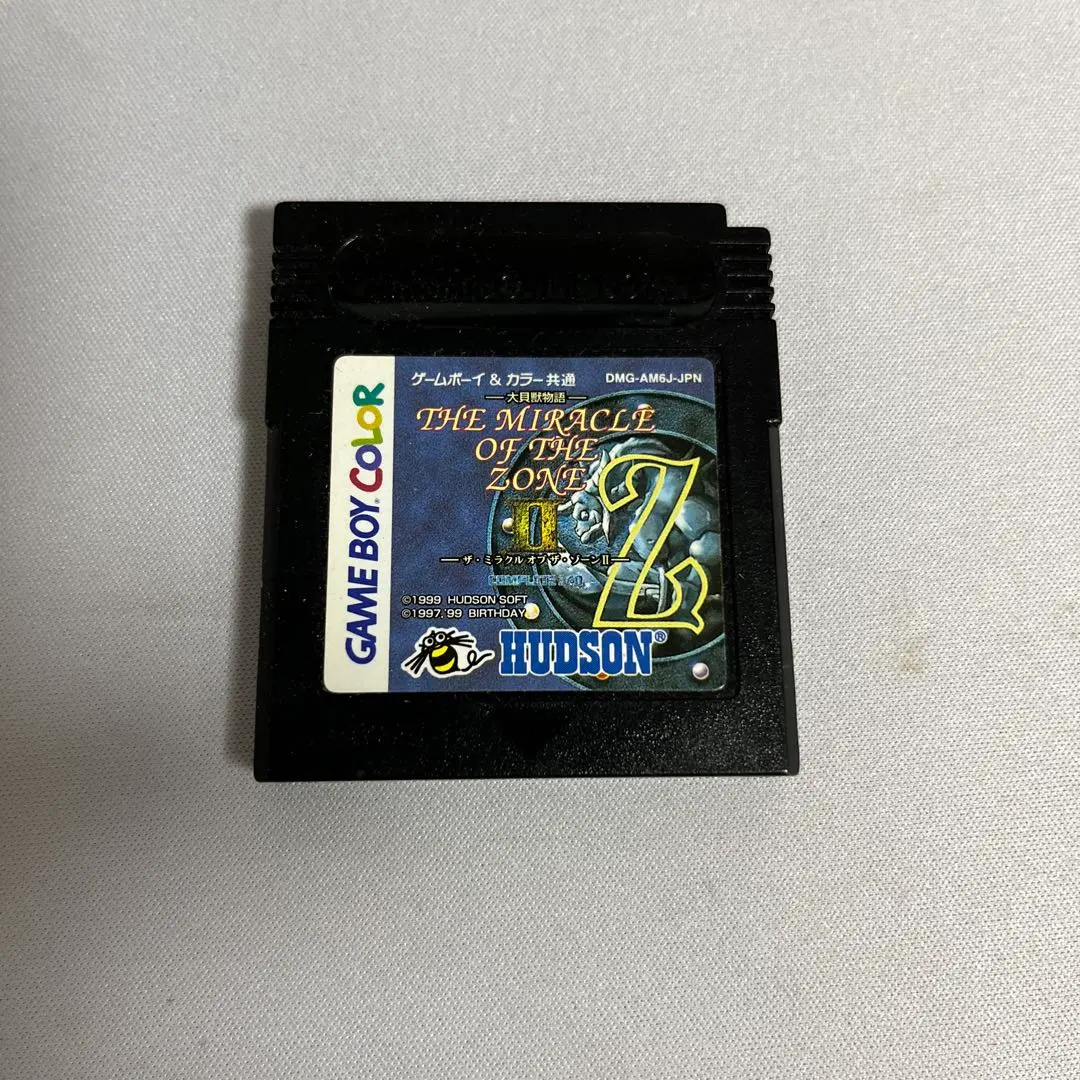 ゲームボーイ & カラー共通 DMG-AM6J-JPN
大貝獣物語
THE MIRACLE
OF THE
ZONE
II
ザ・ミラクル オブ ザ・ゾーンII
©1999 HUDSON SOFT
©1997,'99 BIRTHDAY
HUDSON®
Z
GAME BOY COLOR